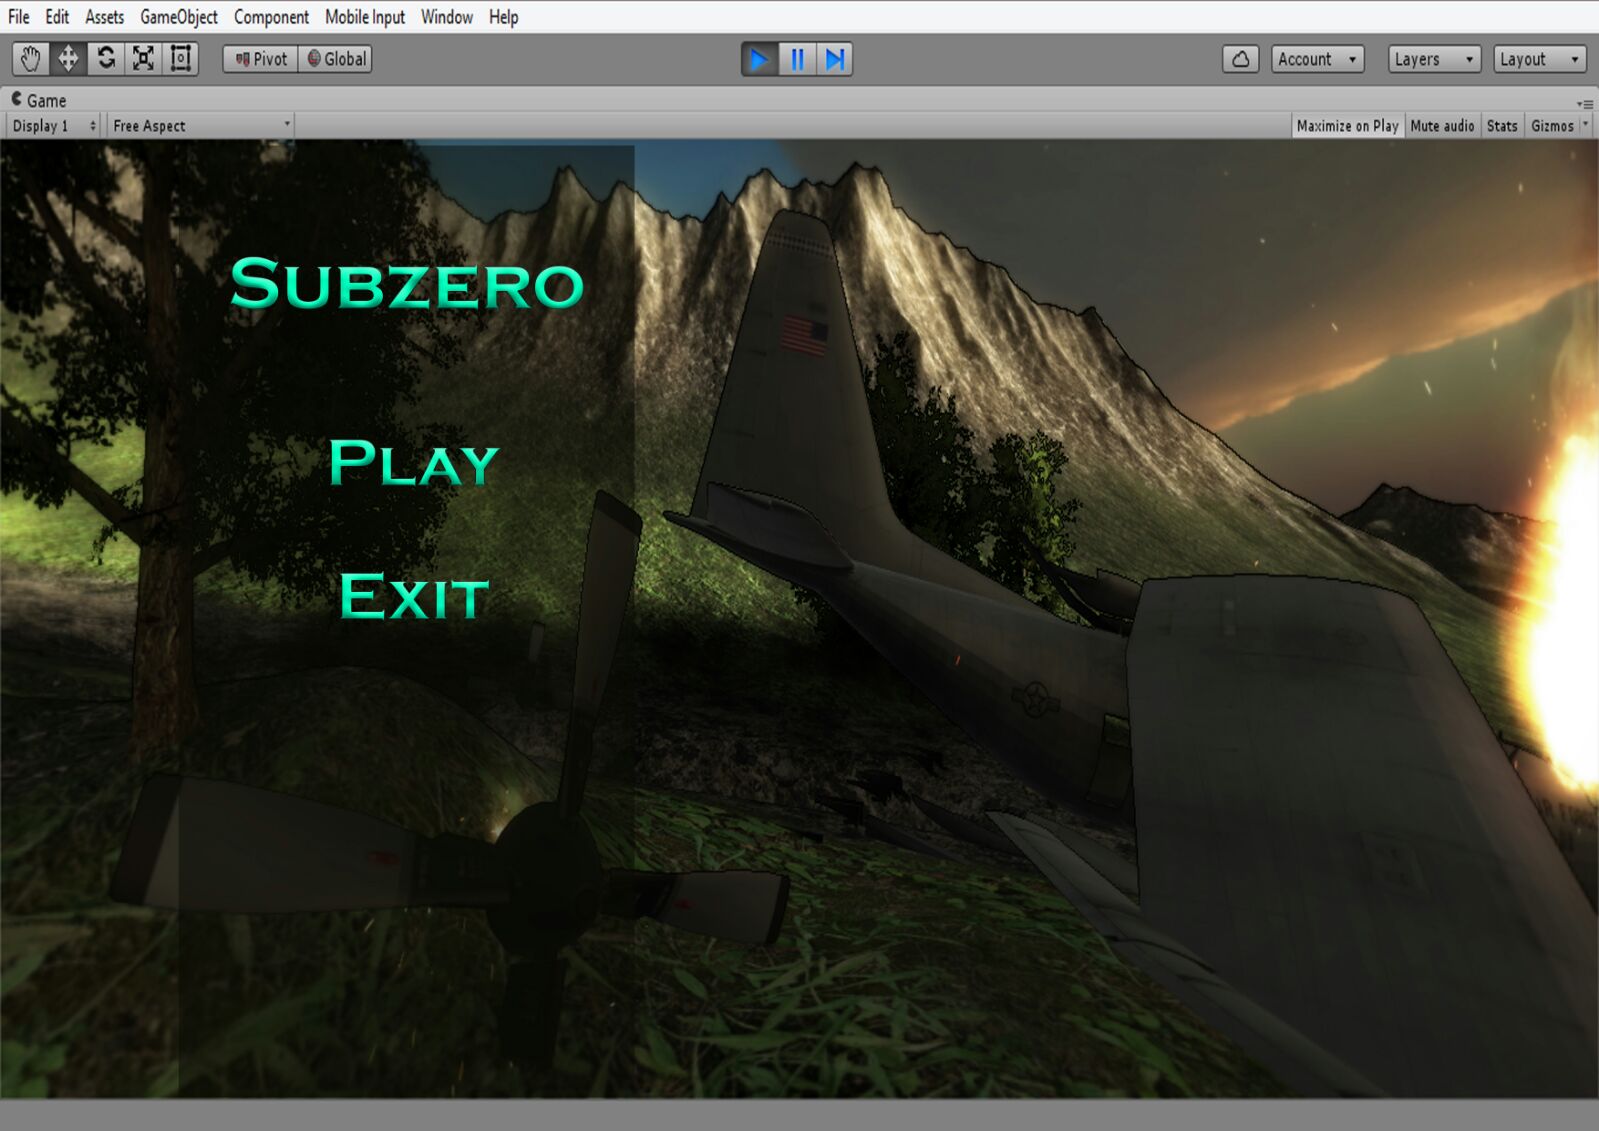 File Edit Assets GameObject Component Mobile Input Window Help
Pivot Global Account Layers Layout
Game
Display 1 Free Aspect Maximize on Play Mute audio Stats Gizmos
Subzero
Play
Exit